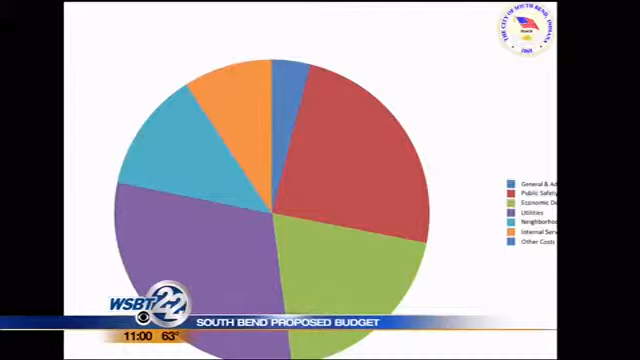 THE CITY OF SOUTH BEND, INDIANA
1865
General & Ad
Public Safety
Economic De
Utilities
Neighborhoo
Internal Serv
Other Costs
WSBT 22
SOUTH BEND PROPOSED BUDGET
11:00 63°